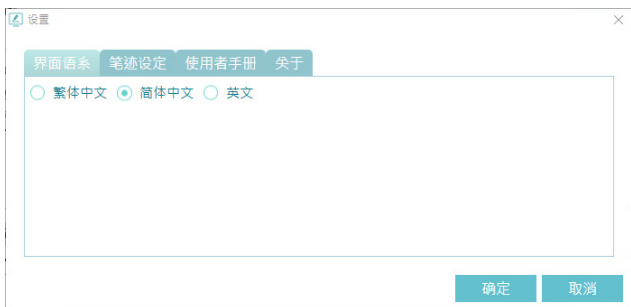 设置
界面语系 笔迹设定 使用者手册 关于
繁体中文 简体中文 英文
确定 取消